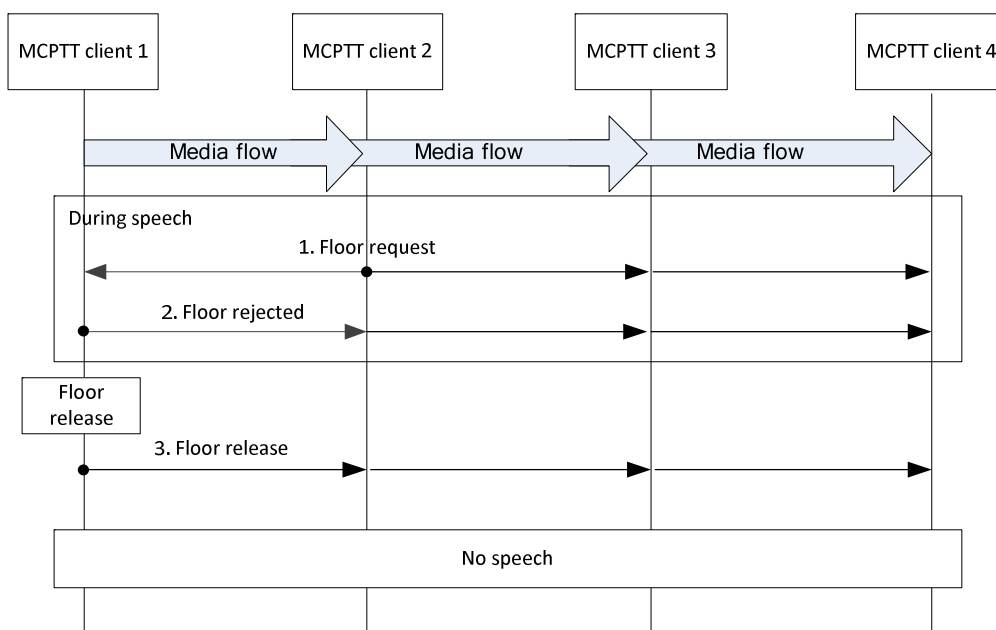 MCPTT client 1
MCPTT client 2
MCPTT client 3
MCPTT client 4
Media flow
Media flow
Media flow
During speech
1. Floor request
2. Floor rejected
Floor
release
3. Floor release
No speech